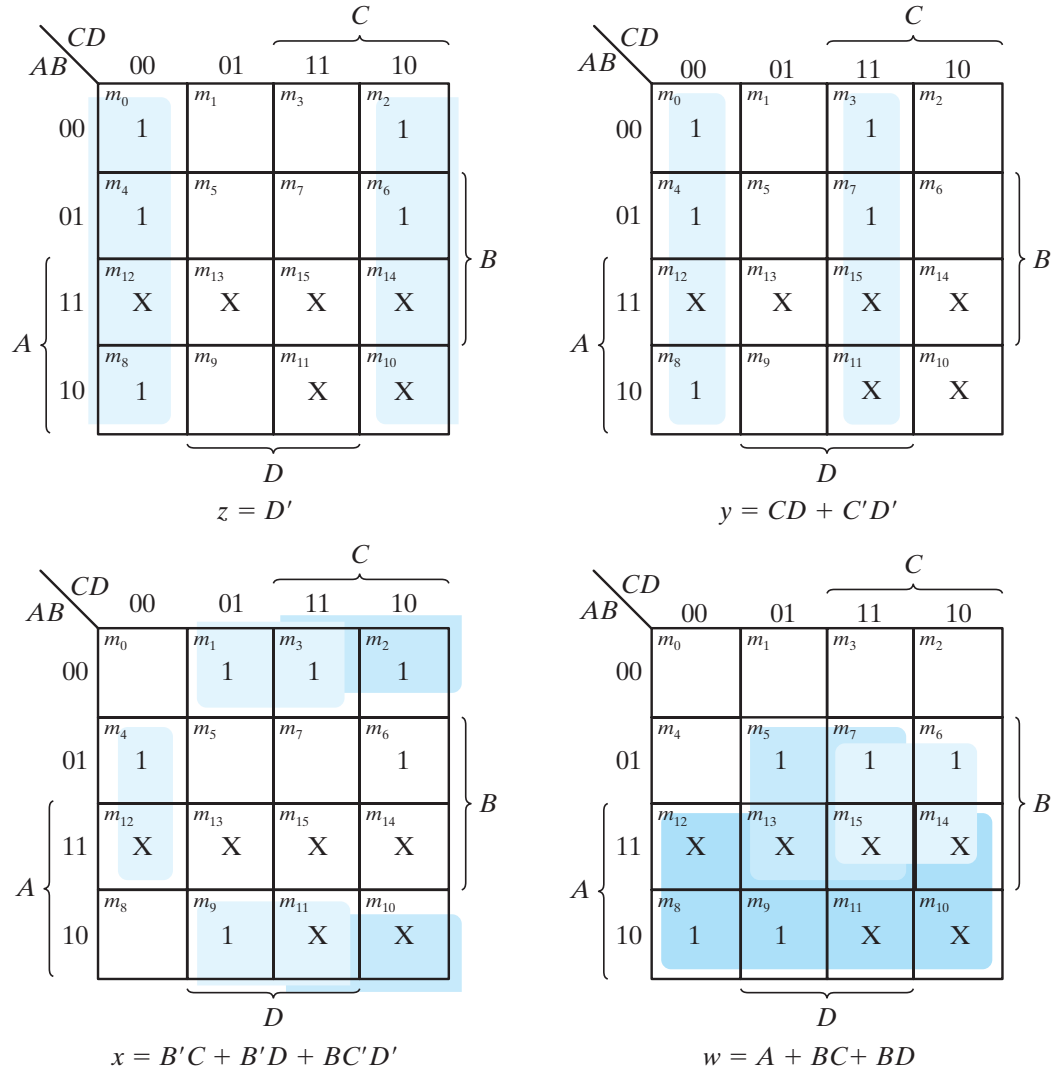 C
CD
AB 00 01 11 10
m0 m1 m3 m2
00 1 1
m4 m5 m7 m6
01 1 1
B
m12 m13 m15 m14
11 X X X X
A
m8 m9 m11 m10
10 1 X X
D
z = D′
C
CD
AB 00 01 11 10
m0 m1 m3 m2
00 1 1
m4 m5 m7 m6
01 1 1
B
m12 m13 m15 m14
11 X X X X
A
m8 m9 m11 m10
10 1 X X
D
y = CD + C′D′
C
CD
AB 00 01 11 10
m0 m1 m3 m2
00 1 1 1
m4 m5 m7 m6
01 1 1
B
m12 m13 m15 m14
11 X X X X
A
m8 m9 m11 m10
10 1 X X
D
x = B′C + B′D + BC′D′
C
CD
AB 00 01 11 10
m0 m1 m3 m2
00
m4 m5 m7 m6
01 1 1 1
B
m12 m13 m15 m14
11 X X X X
A
m8 m9 m11 m10
10 1 1 X X
D
w = A + BC+ BD